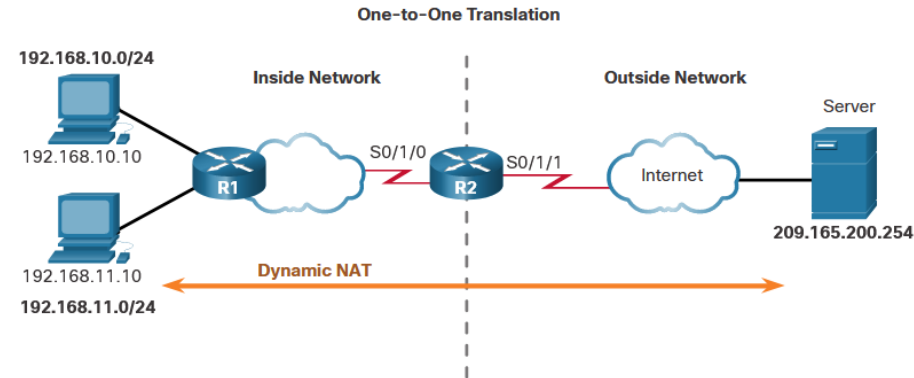 One-to-One Translation
192.168.10.0/24
Inside Network
Outside Network
Server
192.168.10.10
S0/1/0
S0/1/1
R1
R2
Internet
209.165.200.254
192.168.11.10
Dynamic NAT
192.168.11.0/24